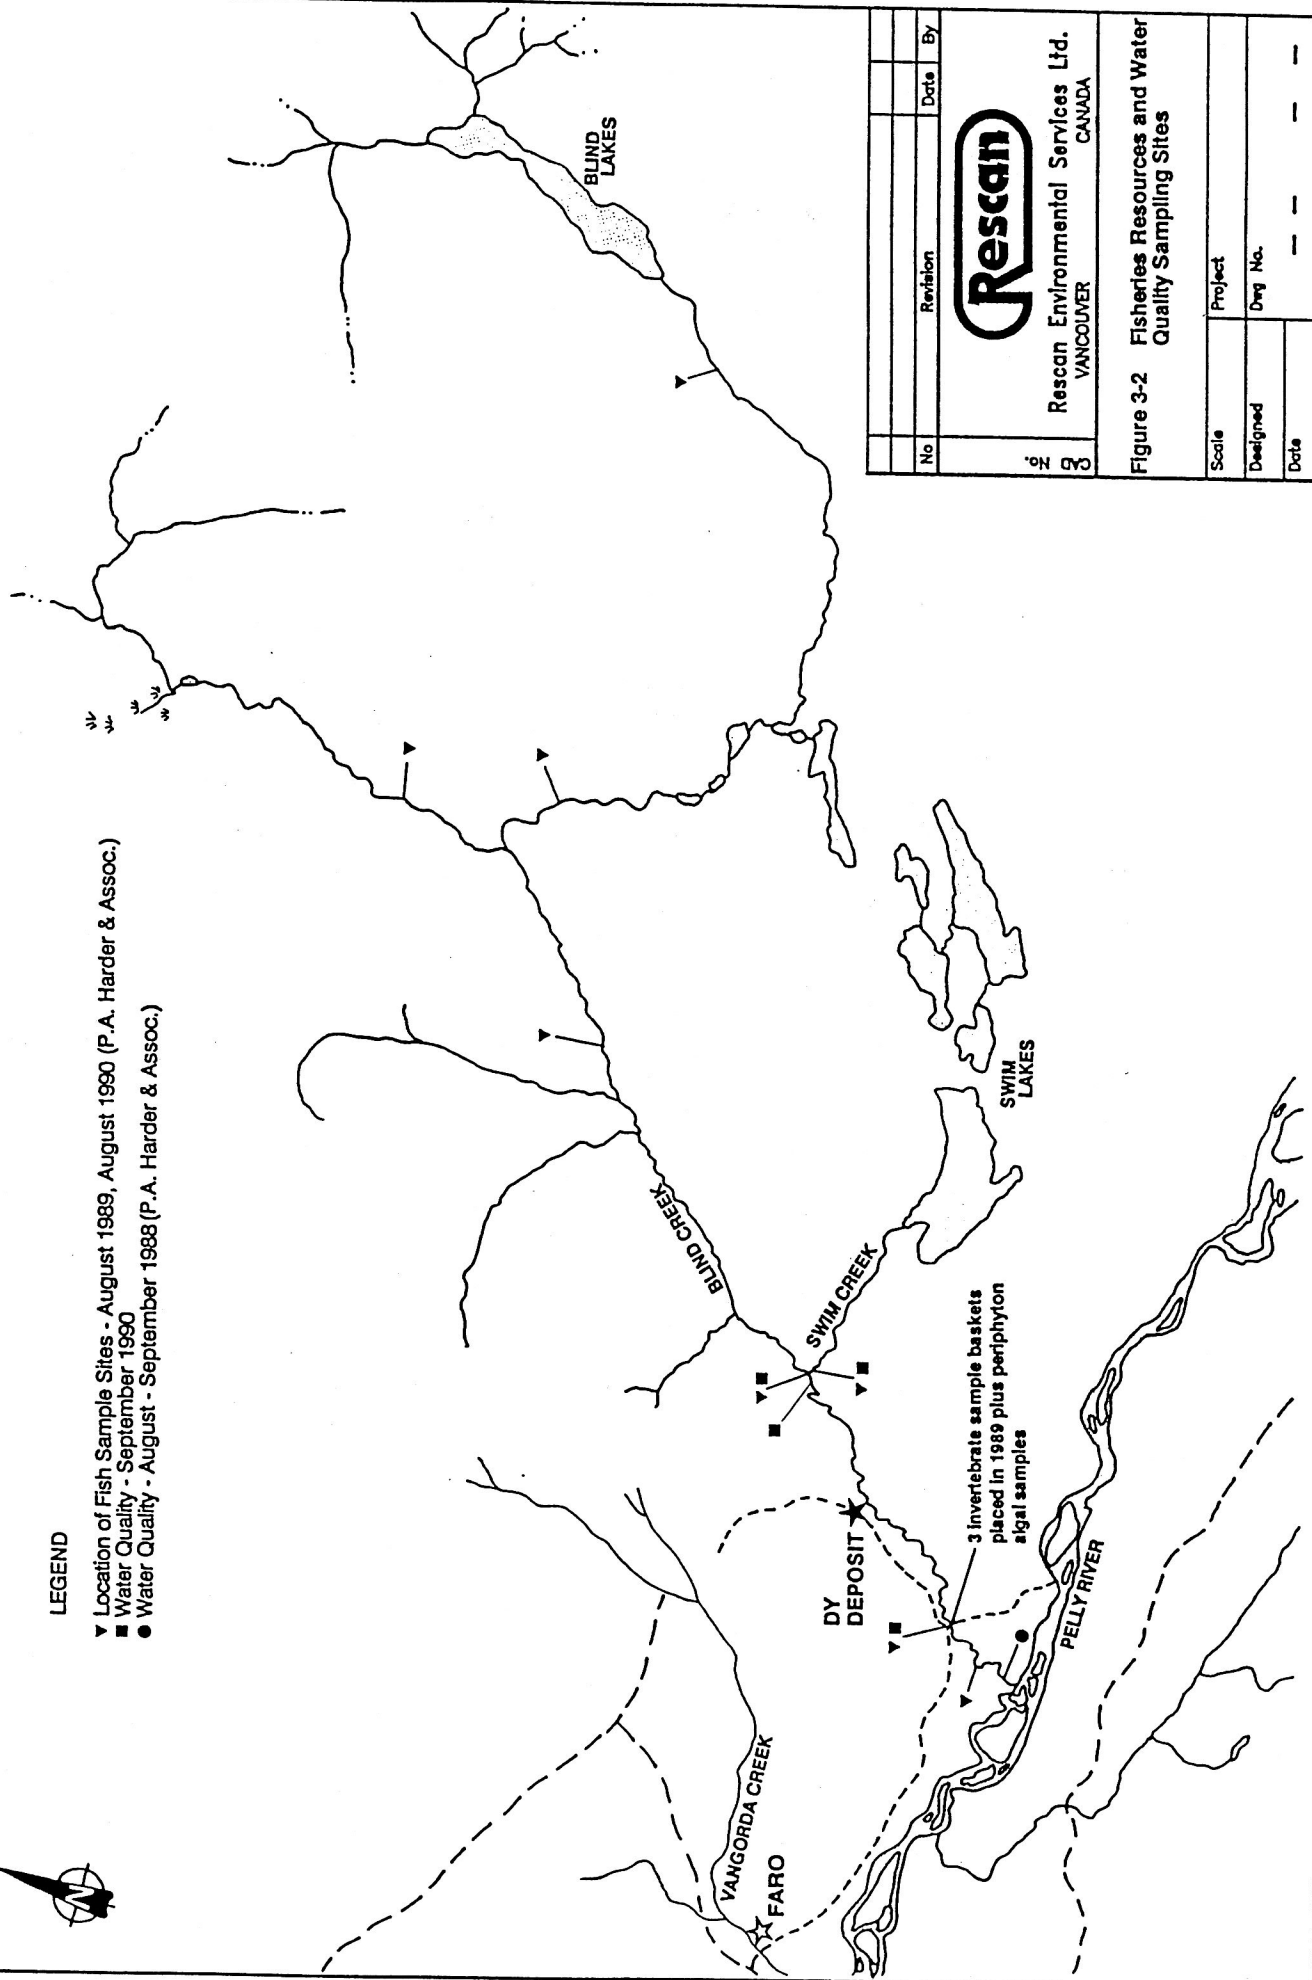 LEGEND
▼ Location of Fish Sample Sites - August 1989, August 1990 (P.A. Harder & Assoc.)
■ Water Quality - September 1990
● Water Quality - August - September 1988 (P.A. Harder & Assoc.)
N
BLIND
LAKES
BLIND CREEK
SWIM CREEK
SWIM
LAKES
VANGORDA CREEK
FARO
DY
DEPOSIT
3 invertebrate sample baskets
placed in 1989 plus periphyton
algal samples
PELLY RIVER
No Revision Date By
Rescan
CAD
No.
Rescan Environmental Services Ltd.
VANCOUVER CANADA
Figure 3-2 Fisheries Resources and Water
Quality Sampling Sites
Scale Project
Designed Dwg No.
Date